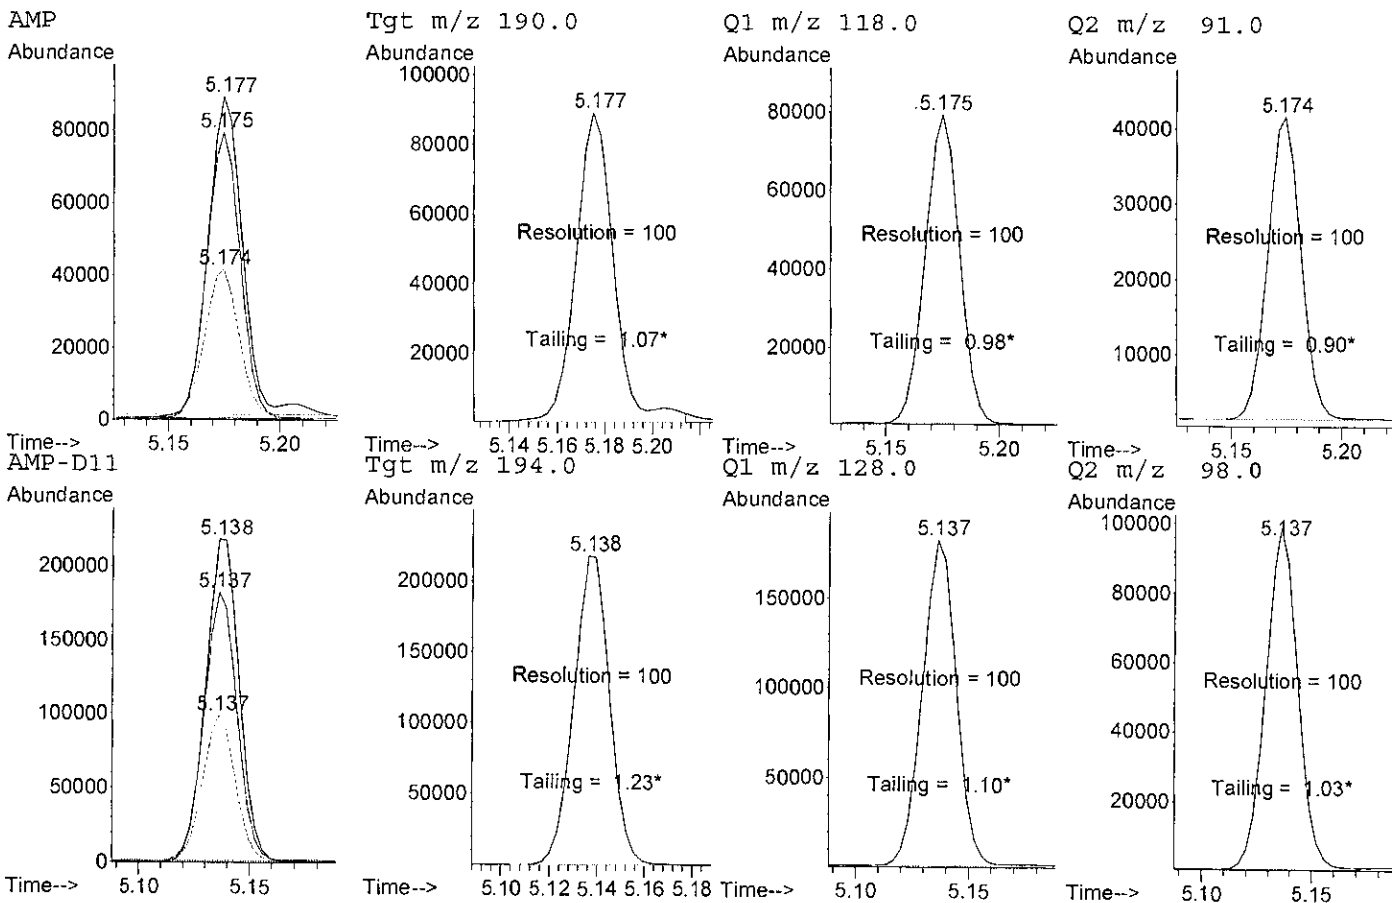 AMP
Abundance
5.177
5.175
5.174
80000
60000
40000
20000
0
5.15 5.20
Time-->
Tgt m/z 190.0
Abundance
100000
80000
60000
40000
20000
5.177
Resolution = 100
Tailing = 1.07*
Time--> 5.14 5.16 5.18 5.20
Q1 m/z 118.0
Abundance
80000
60000
40000
20000
0
.5.175
Resolution = 100
Tailing = 0.98*
Time--> 5.15 5.20
Q2 m/z 91.0
Abundance
40000
30000
20000
10000
5.174
Resolution = 100
Tailing = 0.90*
Time--> 5.15 5.20
AMP-D11
Abundance
5.138
5.137
5.137
200000
150000
100000
50000
0
Time--> 5.10 5.15
Tgt m/z 194.0
Abundance
200000
150000
100000
50000
5.138
Resolution = 100
Tailing = 1.23*
Time--> 5.10 5.12 5.14 5.16 5.18
Q1 m/z 128.0
Abundance
150000
100000
50000
5.137
Resolution = 100
Tailing = 1.10*
Time--> 5.10 5.15
Q2 m/z 98.0
Abundance
100000
80000
60000
40000
20000
5.137
Resolution = 100
Tailing = 1.03*
Time--> 5.10 5.15